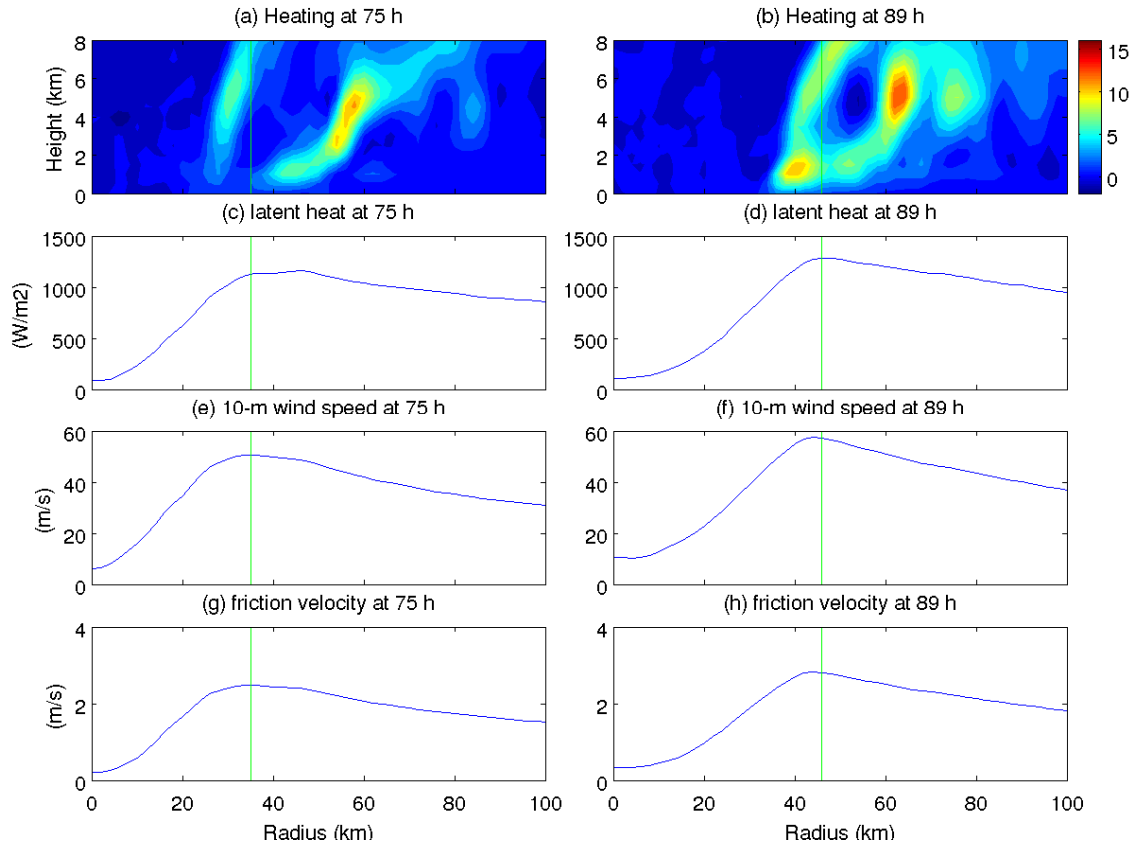 (a) Heating at 75 h
(b) Heating at 89 h
Height (km)
8
6
4
2
0
8
6
4
2
0
15
10
5
0
(c) latent heat at 75 h
(d) latent heat at 89 h
(W/m2)
1500
1000
500
0
1500
1000
500
0
(e) 10-m wind speed at 75 h
(f) 10-m wind speed at 89 h
(m/s)
60
40
20
0
60
40
20
0
(g) friction velocity at 75 h
(h) friction velocity at 89 h
(m/s)
4
2
0
4
2
0
0 20 40 60 80 100
0 20 40 60 80 100
Radius (km)
Radius (km)